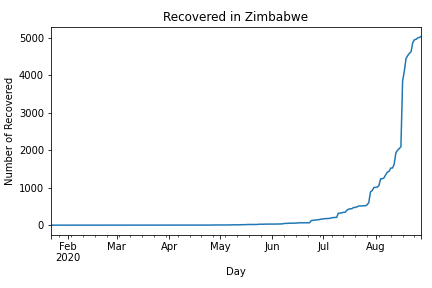 Recovered in Zimbabwe
Number of Recovered
5000
4000
3000
2000
1000
0
Feb Mar Apr May Jun Jul Aug
2020
Day